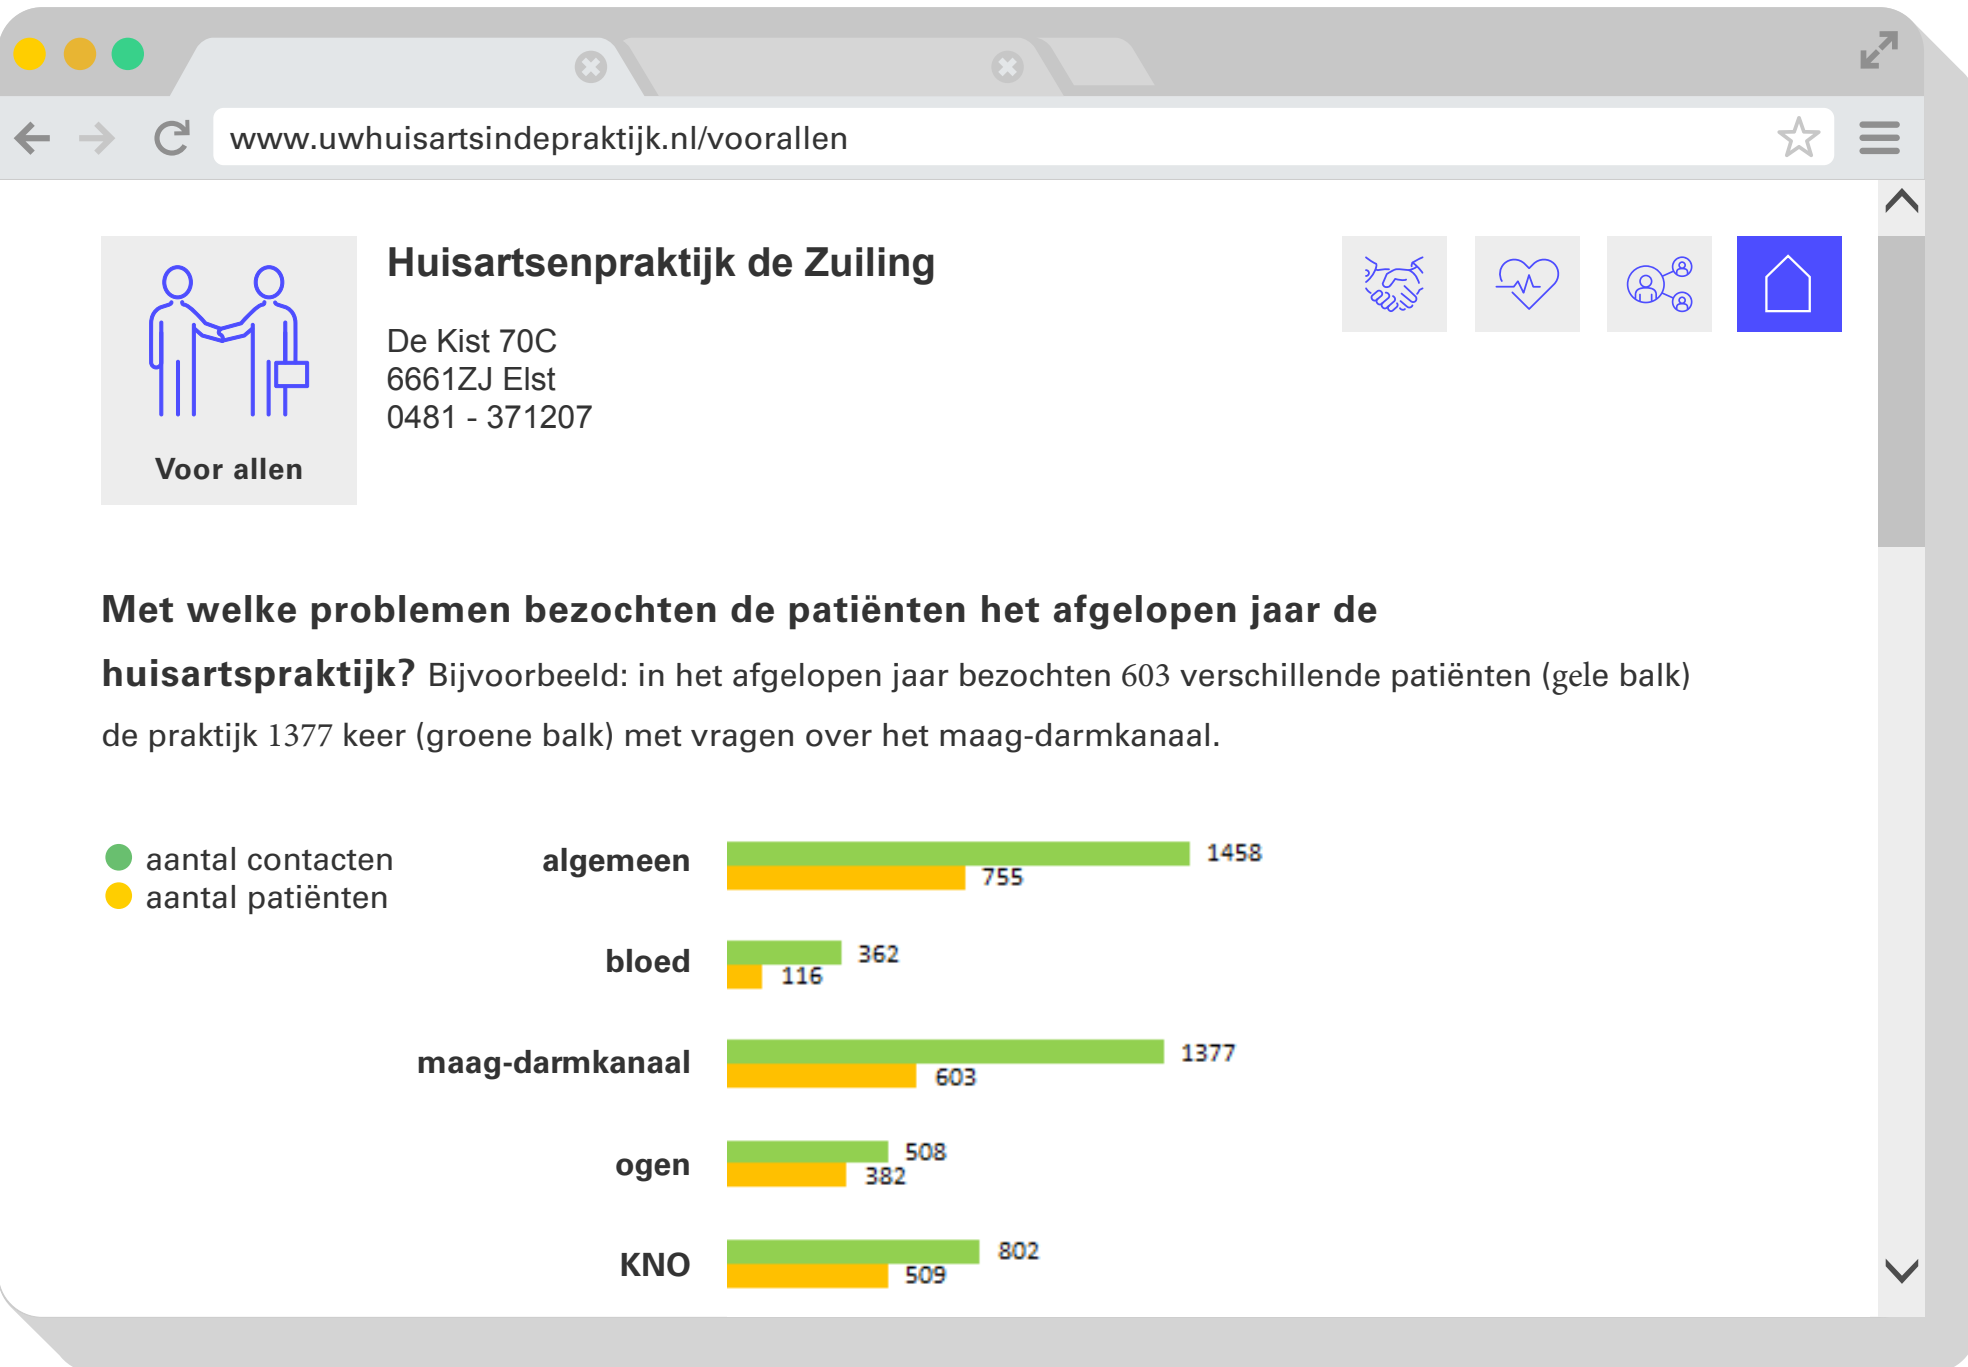 www.uwhuisartsindepraktijk.nl/voorallen
Huisartsenpraktijk de Zuiling
De Kist 70C
6661ZJ Elst
0481 - 371207
Voor allen
Met welke problemen bezochten de patiënten het afgelopen jaar de
huisartspraktijk? Bijvoorbeeld: in het afgelopen jaar bezochten 603 verschillende patiënten (gele balk)
de praktijk 1377 keer (groene balk) met vragen over het maag-darmkanaal.
aantal contacten
aantal patiënten
algemeen
1458
755
bloed
362
116
maag-darmkanaal
1377
603
ogen
508
382
KNO
802
509